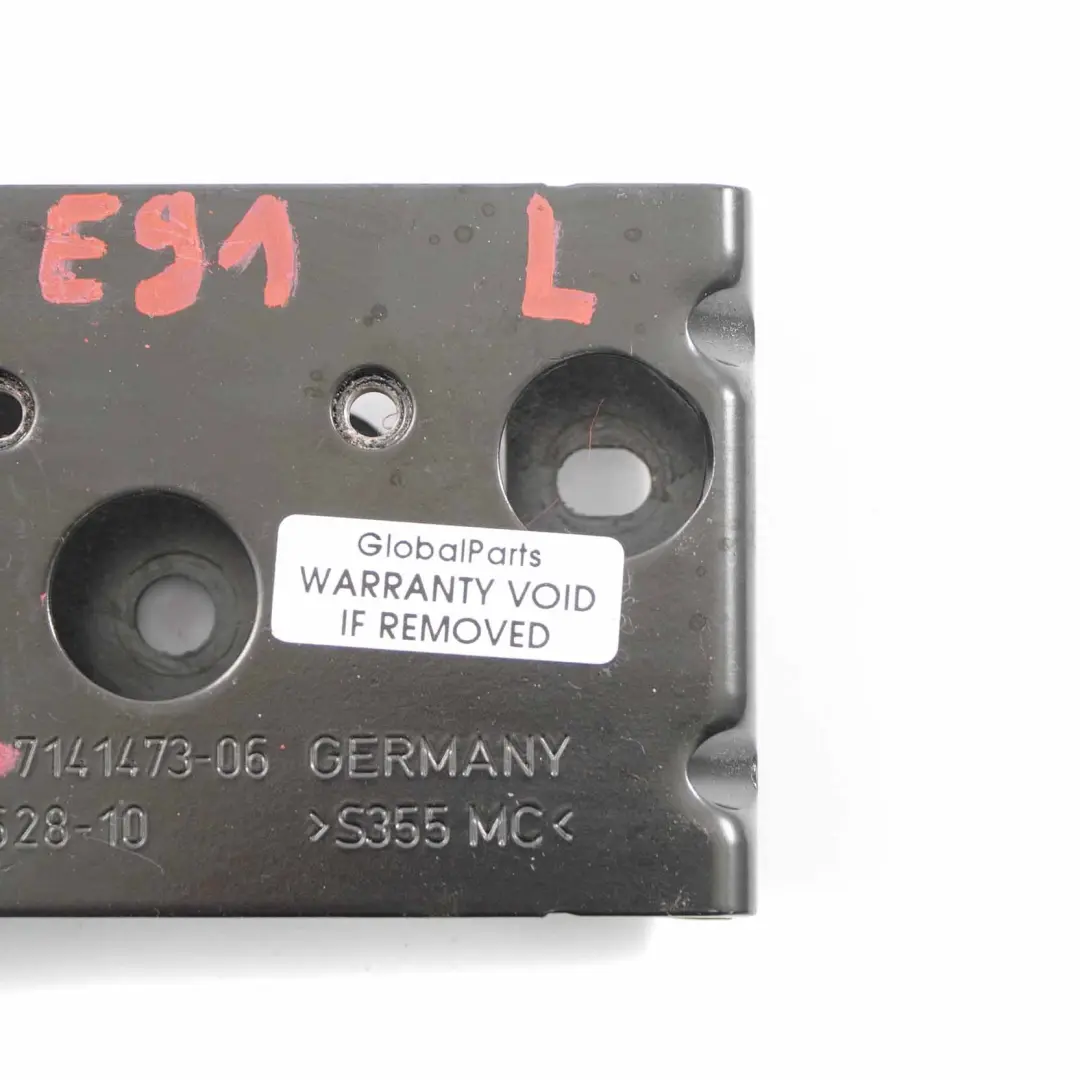 E91 L
GlobalParts
WARRANTY VOID
IF REMOVED
7141473-06 GERMANY
528-10 >S355 MC<